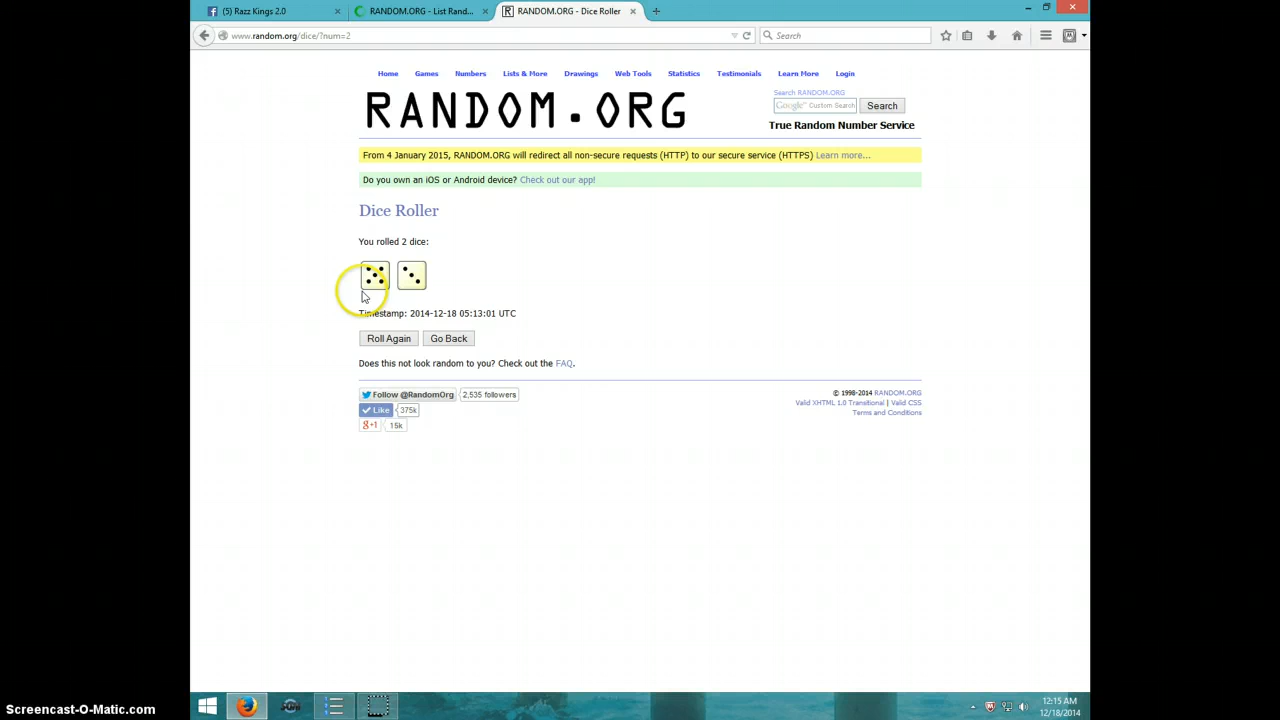 (5) Razz Kings 2.0
RANDOM.ORG - List Rand...
RANDOM.ORG - Dice Roller
www.random.org/dice/?num=2
Search
Home Games Numbers Lists & More Drawings Web Tools Statistics Testimonials Learn More Login
RANDOM.ORG
Search RANDOM.ORG
Google™ Custom Search
Search
True Random Number Service
From 4 January 2015, RANDOM.ORG will redirect all non-secure requests (HTTP) to our secure service (HTTPS) Learn more...
Do you own an iOS or Android device? Check out our app!
Dice Roller
You rolled 2 dice:
Timestamp: 2014-12-18 05:13:01 UTC
Roll Again Go Back
Does this not look random to you? Check out the FAQ.
Follow @RandomOrg 2,535 followers
Like 375k
g+1 15k
© 1998-2014 RANDOM.ORG
Valid XHTML 1.0 Transitional | Valid CSS
Terms and Conditions
12:15 AM
12/18/2014
Screencast-O-Matic.com